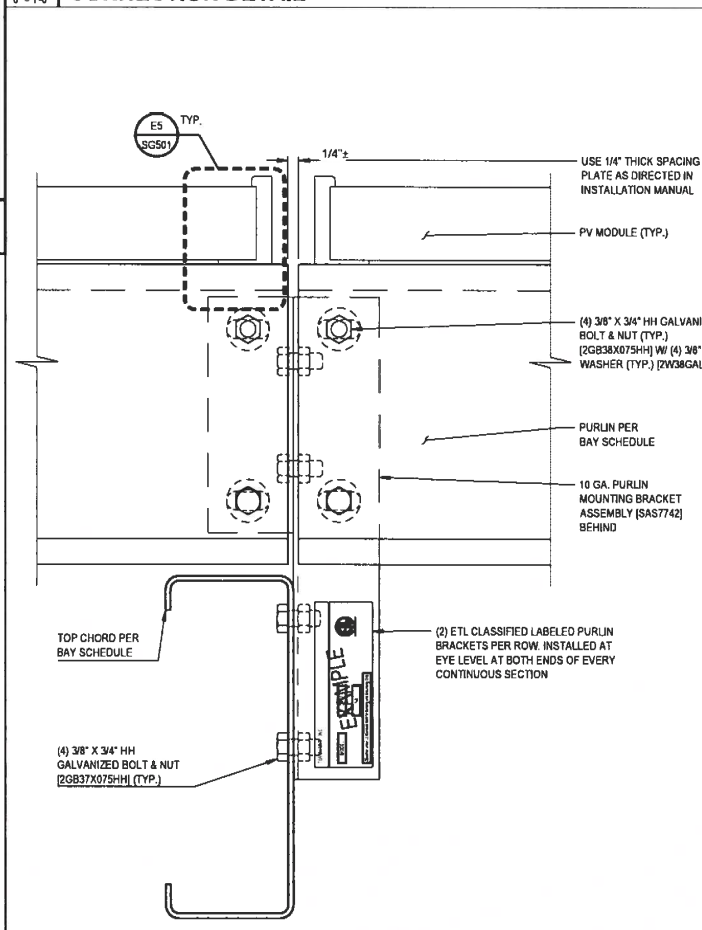 E5
SG501
TYP.
1/4"±
USE 1/4" THICK SPACING
PLATE AS DIRECTED IN
INSTALLATION MANUAL
PV MODULE (TYP.)
(4) 3/8" X 3/4" HH GALVANI
BOLT & NUT (TYP.)
[2GB38X075HH] W/ (4) 3/8"
WASHER (TYP.) [2W38GAL
PURLIN PER
BAY SCHEDULE
10 GA. PURLIN
MOUNTING BRACKET
ASSEMBLY [SAS7742]
BEHIND
TOP CHORD PER
BAY SCHEDULE
(2) ETL CLASSIFIED LABELED PURLIN
BRACKETS PER ROW. INSTALLED AT
EYE LEVEL AT BOTH ENDS OF EVERY
CONTINUOUS SECTION
EXAMPLE
(4) 3/8" X 3/4" HH
GALVANIZED BOLT & NUT
[2GB37X075HH] (TYP.)